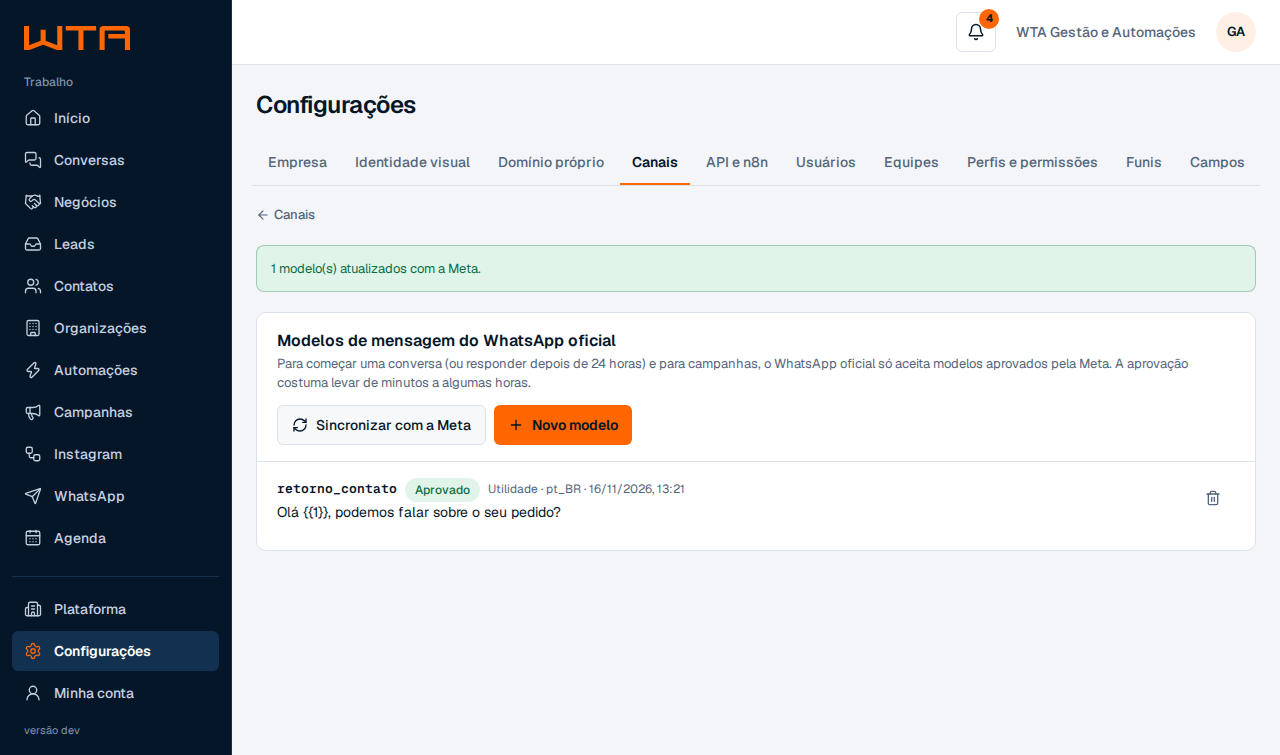 WTA
4
WTA Gestão e Automações
GA
Trabalho
Início
Conversas
Negócios
Leads
Contatos
Organizações
Automações
Campanhas
Instagram
WhatsApp
Agenda
Plataforma
Configurações
Minha conta
versão dev
Configurações
Empresa
Identidade visual
Domínio próprio
Canais
API e n8n
Usuários
Equipes
Perfis e permissões
Funis
Campos
Canais
1 modelo(s) atualizados com a Meta.
Modelos de mensagem do WhatsApp oficial
Para começar uma conversa (ou responder depois de 24 horas) e para campanhas, o WhatsApp oficial só aceita modelos aprovados pela Meta. A aprovação
costuma levar de minutos a algumas horas.
Sincronizar com a Meta
Novo modelo
retorno_contato Aprovado Utilidade · pt_BR · 16/11/2026, 13:21
Olá {{1}}, podemos falar sobre o seu pedido?